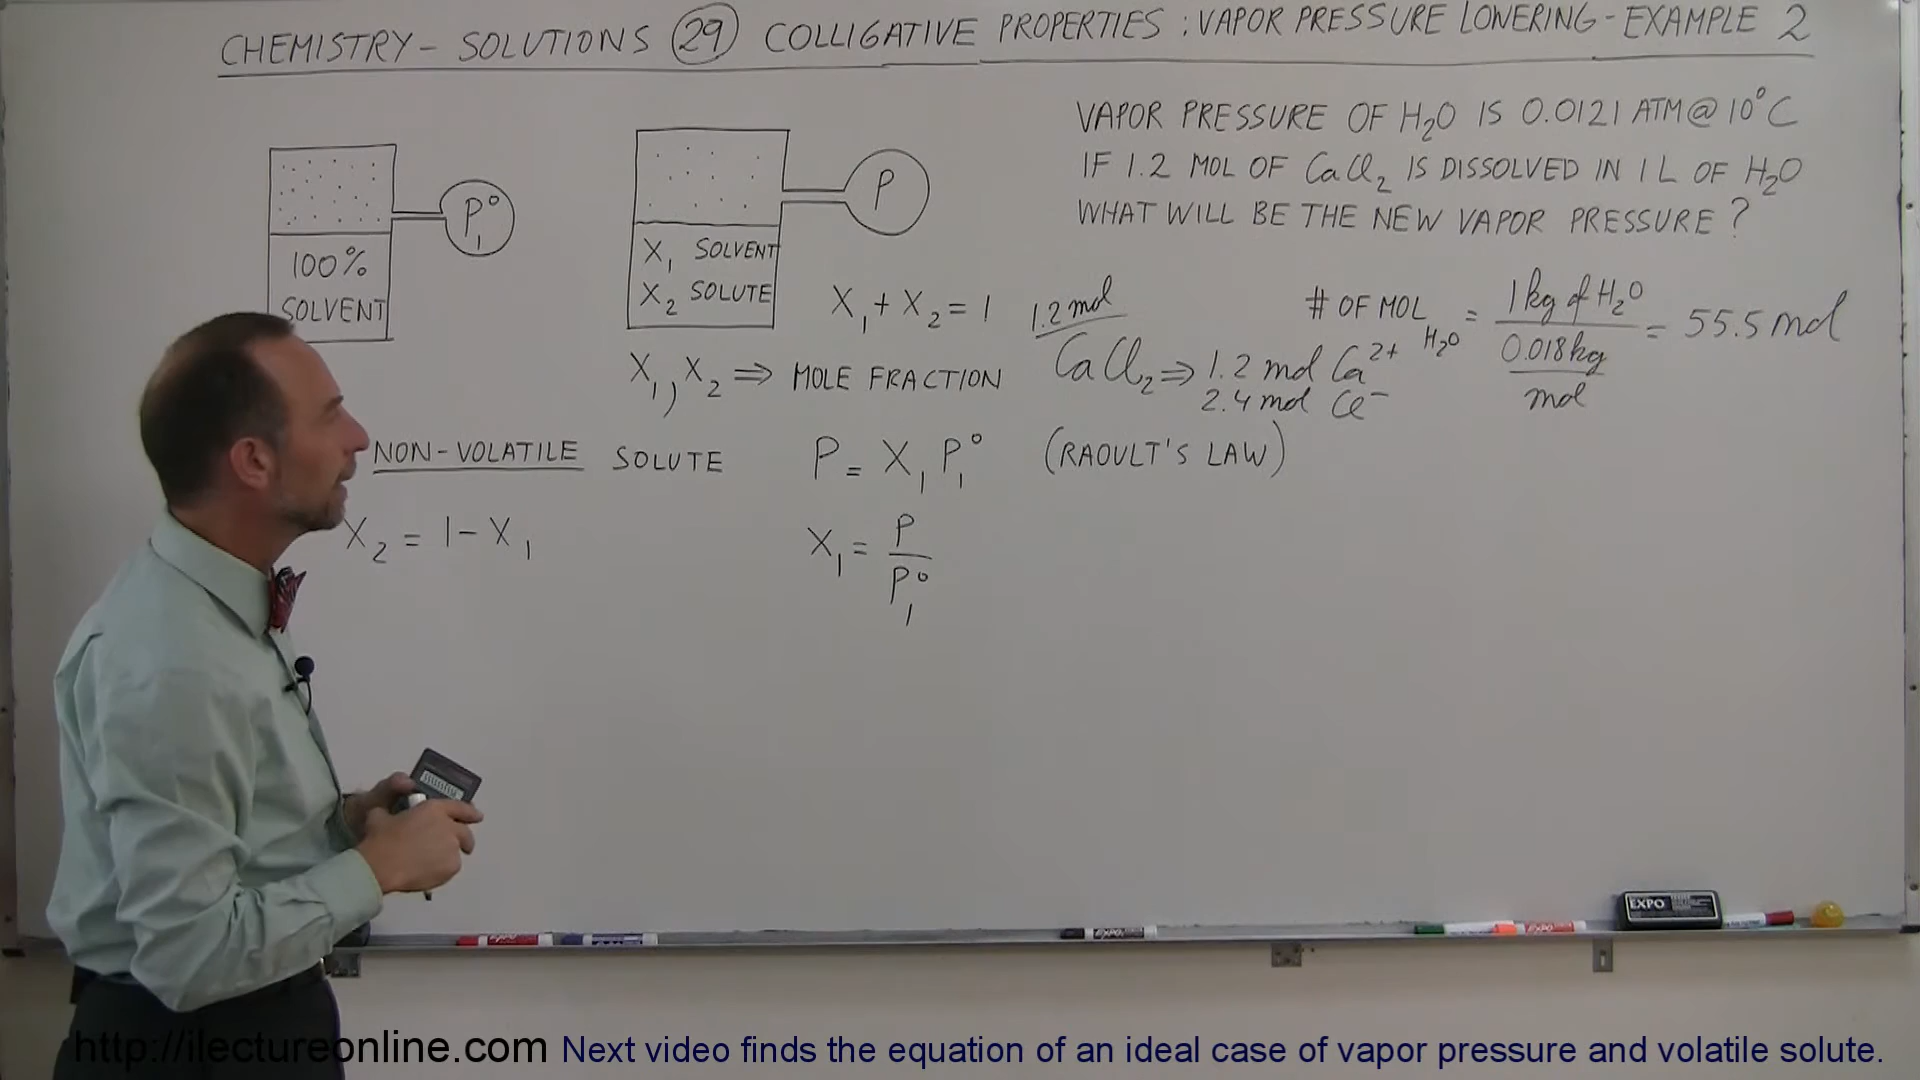 CHEMISTRY - SOLUTIONS 29 COLLIGATIVE PROPERTIES : VAPOR PRESSURE LOWERING - EXAMPLE 2
VAPOR PRESSURE OF H₂O IS 0.0121 ATM @ 10°C
IF 1.2 MOL OF CaCl₂ IS DISSOLVED IN 1 L OF H₂O
WHAT WILL BE THE NEW VAPOR PRESSURE ?
P₁°
100%
SOLVENT
P
X₁ SOLVENT
X₂ SOLUTE
X₁ + X₂ = 1
X₁, X₂ ⇒ MOLE FRACTION
1.2 mol
CaCl₂ ⇒ 1.2 mol Ca²⁺
2.4 mol Cl⁻
# OF MOL H₂O = 1 kg of H₂O / 0.018 kg / mol = 55.5 mol
NON-VOLATILE SOLUTE
P = X₁ P₁° (RAOULT'S LAW)
X₂ = 1 - X₁
X₁ = P / P₁°
EXPO
EXPO
EXPO
http://ilectureonline.com Next video finds the equation of an ideal case of vapor pressure and volatile solute.